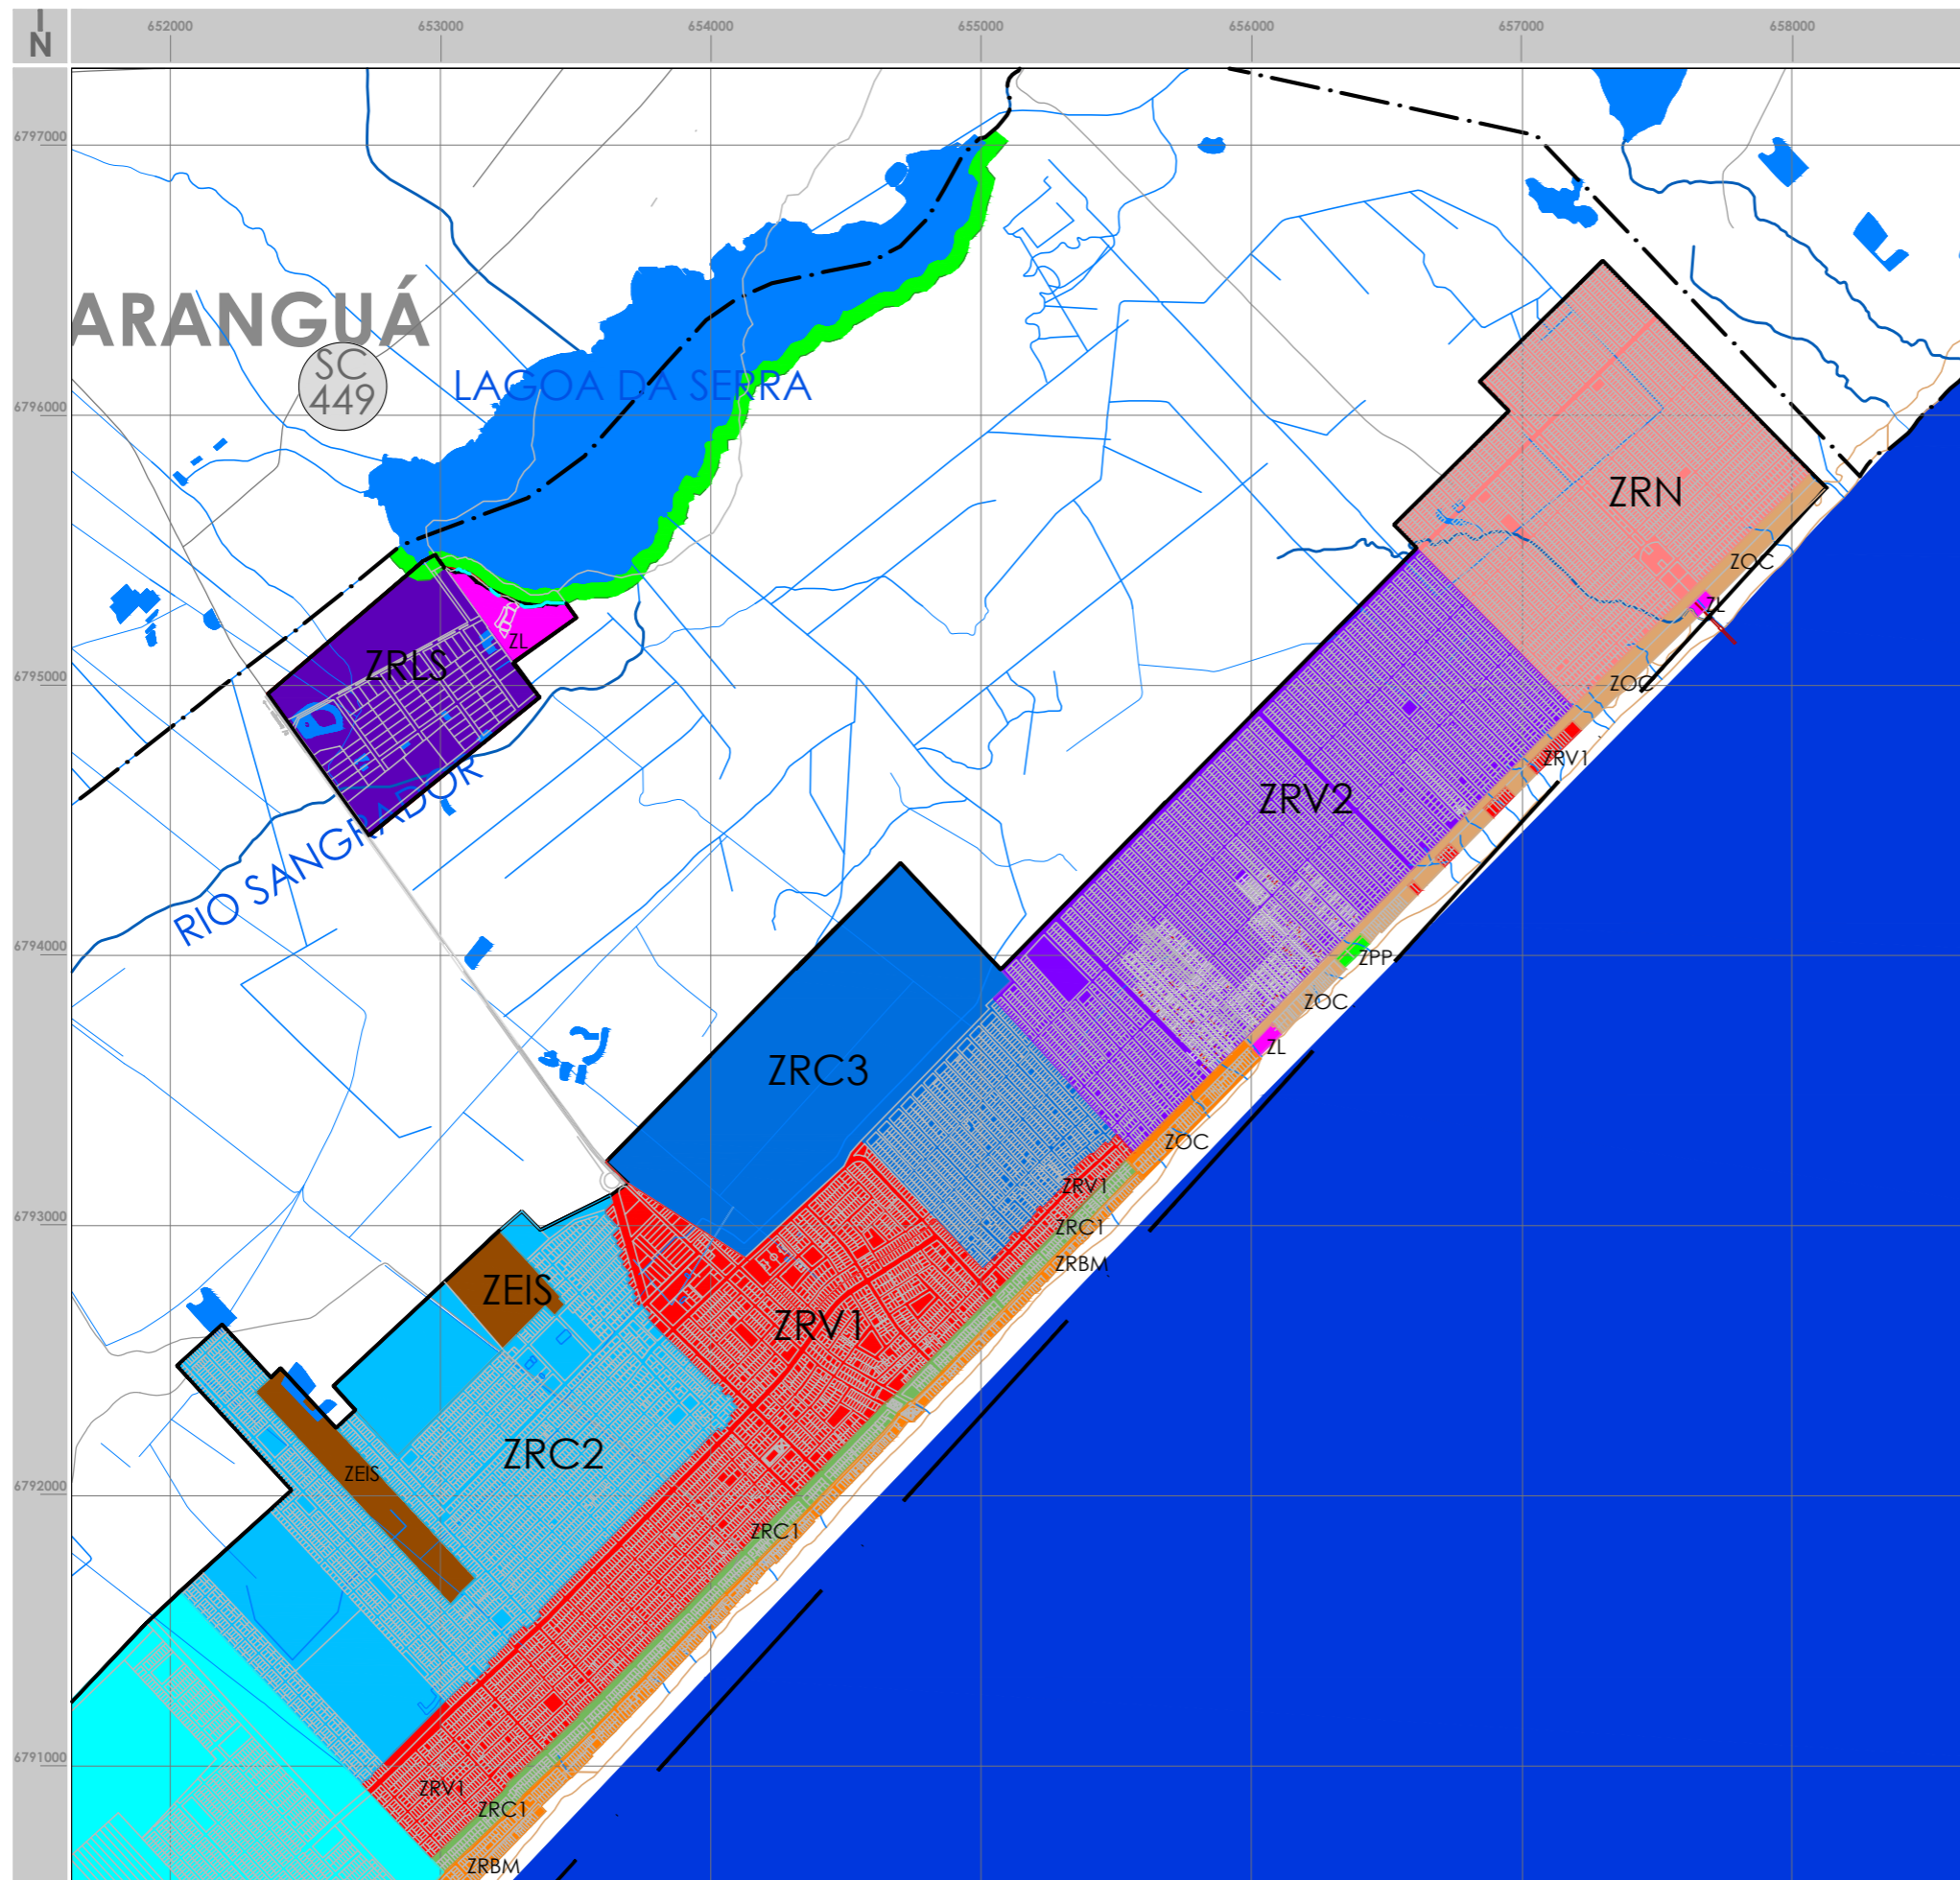 N
652000
653000
654000
655000
656000
657000
658000
6797000
ARANGUÁ
SC
449
LAGOA DA SERRA
6796000
ZRN
ZOC
ZL
ZL
ZRLS
6795000
ZOC
ZRV1
ZRV2
RIO SANGRADOR
6794000
ZPP
ZOC
ZL
ZRC3
ZOC
ZRV1
6793000
ZRC1
ZRBM
ZEIS
ZRV1
ZRC2
ZEIS
6792000
ZRC1
6791000
ZRV1
ZRC1
ZRBM